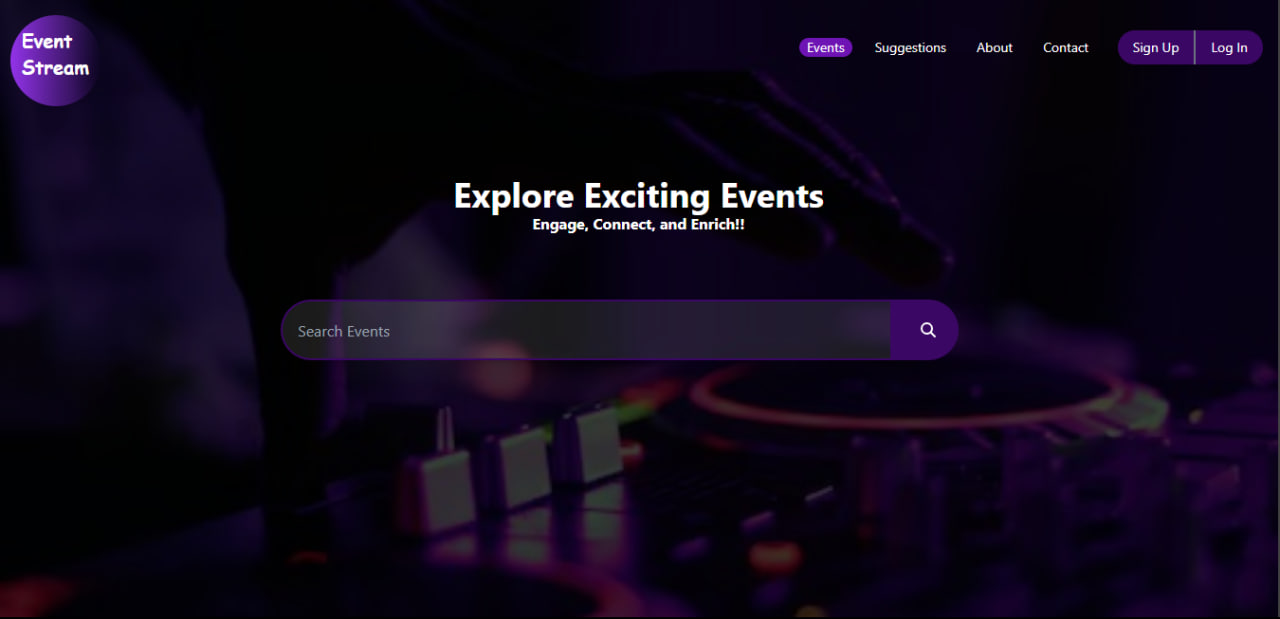 Event
Stream
Events Suggestions About Contact Sign Up Log In
Explore Exciting Events
Engage, Connect, and Enrich!!
Search Events